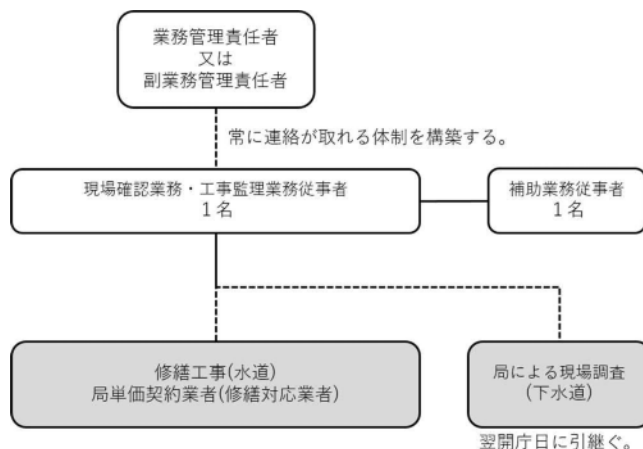 業務管理責任者
又は
副業務管理責任者
常に連絡が取れる体制を構築する。
現場確認業務・工事監理業務従事者
1名
補助業務従事者
1名
修繕工事(水道)
局単価契約業者(修繕対応業者)
局による現場調査
(下水道)
翌開庁日に引継ぐ。